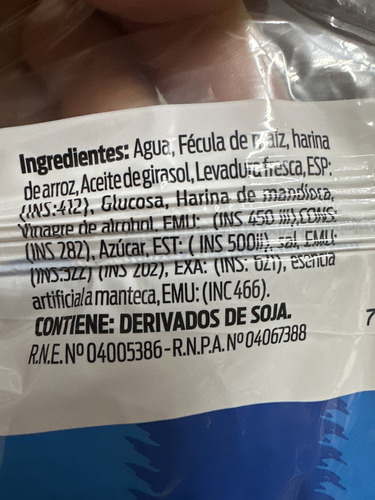 Ingredientes: Agua, Fécula de maíz, harina
de arroz, Aceite de girasol, Levadura fresca, ESP:
(INS:412), Glucosa, Harina de mandioca,
Vinagre de alcohol, EMU: (INS 450 iii), CONS:
(INS 282), Azúcar, EST: ( INS 500ii), sal, EMU:
(INS:322) (INS 202), EXA: (INS: 621), esencia
artificial a manteca, EMU: (INC 466).
CONTIENE: DERIVADOS DE SOJA.
R.N.E. Nº 04005386 - R.N.P.A. Nº 04067388
7